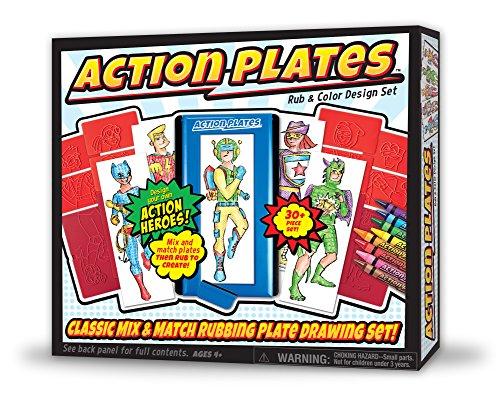 ACTION PLATES™
Rub & Color Design Set
ACTION PLATES
Design
your own
ACTION
HEROES!
Mix and
match plates
THEN RUB TO
CREATE!
30+
PIECE
SET!
CLASSIC MIX & MATCH RUBBING PLATE DRAWING SET!
See back panel for full contents. AGES 4+
WARNING: CHOKING HAZARD—Small parts.
Not for children under 3 years.
ACTION PLATES